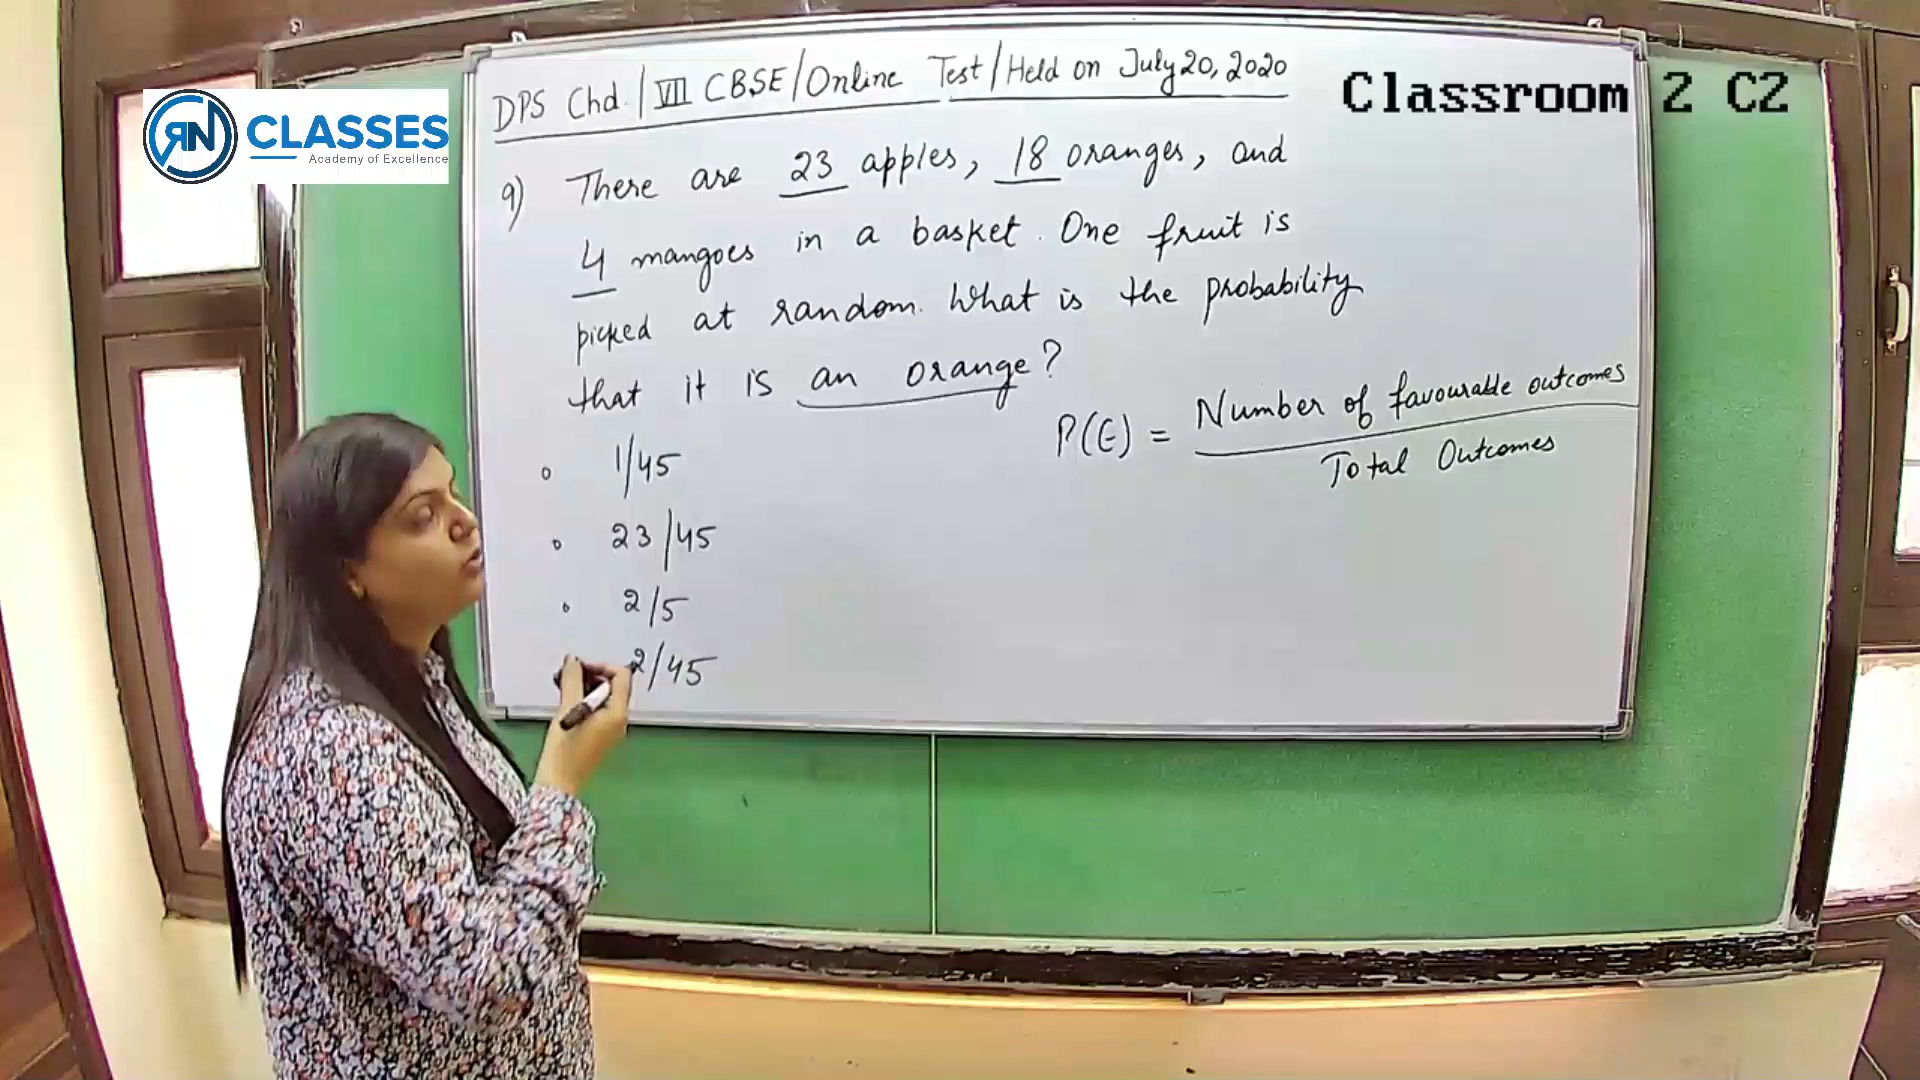 DPS Chd. / VII CBSE / Online Test / Held on July 20, 2020
Classroom 2 C2
RN CLASSES
Academy of Excellence
9) There are 23 apples, 18 oranges, and
4 mangoes in a basket. One fruit is
picked at random. What is the probability
that it is an orange?
P(E) = Number of favourable outcomes
Total Outcomes
1/45
23/45
2/5
2/45